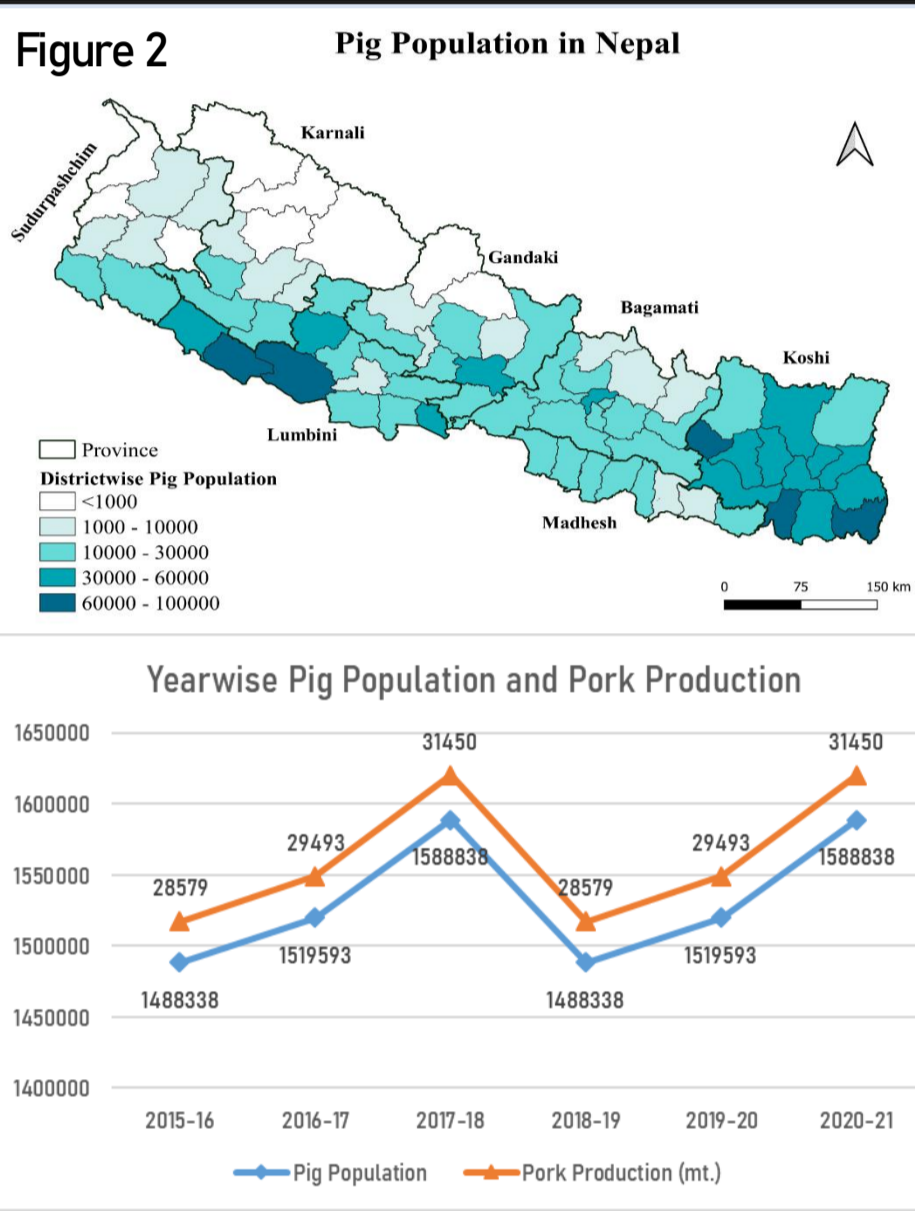 Figure 2
Pig Population in Nepal
Sudurpashchim
Karnali
Gandaki
Bagamati
Koshi
Lumbini
Madhesh
Province
Districtwise Pig Population
<1000
1000 - 10000
10000 - 30000
30000 - 60000
60000 - 100000
0 75 150 km
Yearwise Pig Population and Pork Production
1650000
1600000
1550000
1500000
1450000
1400000
28579
29493
31450
28579
29493
31450
1488338
1519593
1588838
1488338
1519593
1588838
2015-16 2016-17 2017-18 2018-19 2019-20 2020-21
Pig Population Pork Production (mt.)